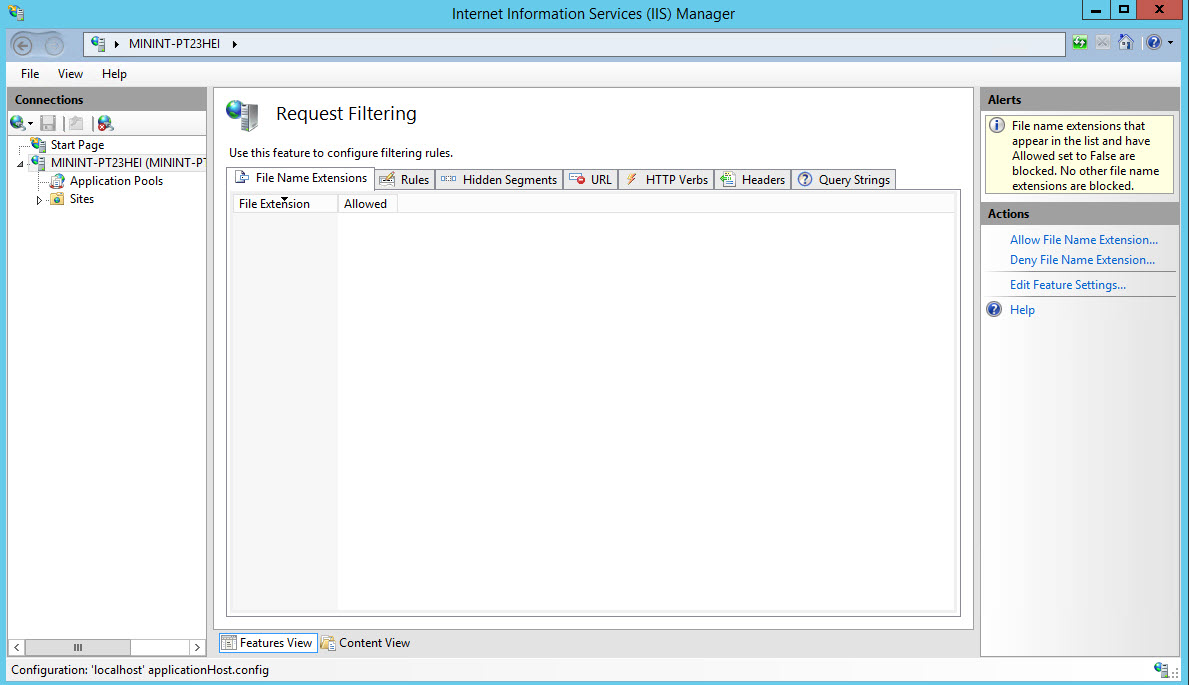 Internet Information Services (IIS) Manager
MININT-PT23HEI
File View Help
Connections
Start Page
MININT-PT23HEI (MININT-PT
Application Pools
Sites
Request Filtering
Use this feature to configure filtering rules.
File Name Extensions Rules Hidden Segments URL HTTP Verbs Headers Query Strings
File Extension Allowed
Features View Content View
Alerts
File name extensions that
appear in the list and have
Allowed set to False are
blocked. No other file name
extensions are blocked.
Actions
Allow File Name Extension...
Deny File Name Extension...
Edit Feature Settings...
Help
Configuration: 'localhost' applicationHost.config